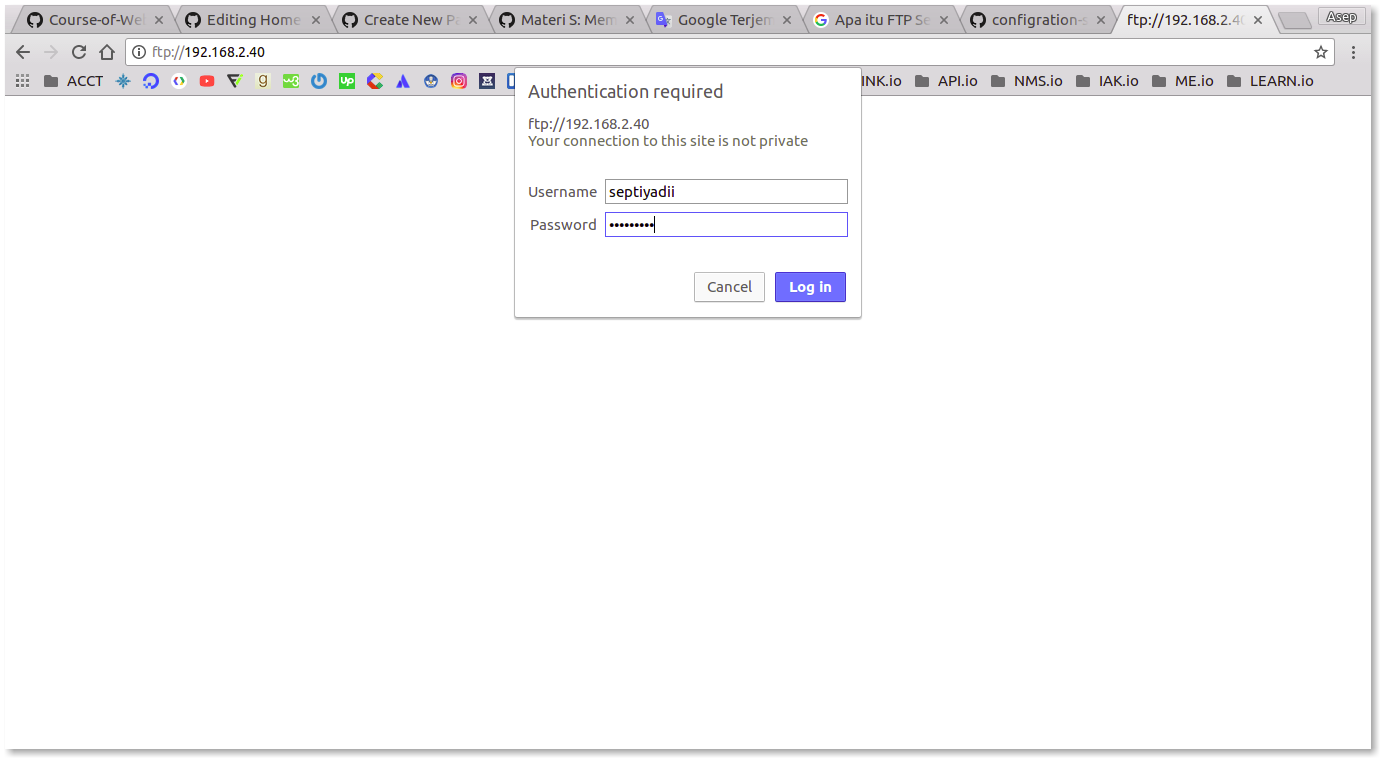 Course-of-Wel
Editing Home
Create New Pa
Materi S: Mem
Google Terjem
Apa itu FTP Se
configration-s
ftp://192.168.2.40
Asep
ftp://192.168.2.40
ACCT
g
w3
Up
INK.io
API.io
NMS.io
IAK.io
ME.io
LEARN.io
Authentication required
ftp://192.168.2.40
Your connection to this site is not private
Username septiyadii
Password •••••••••
Cancel Log in